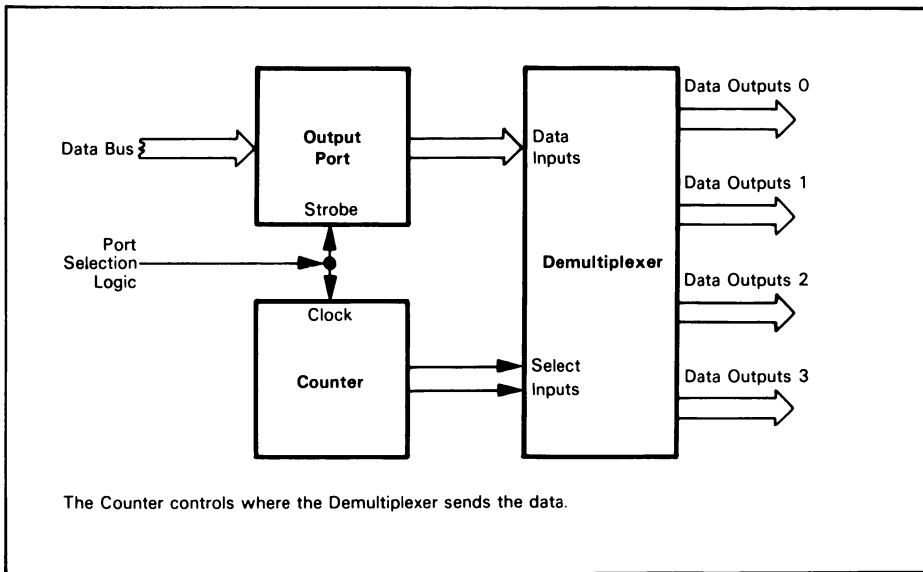 Data Bus
Output
Port
Strobe
Port
Selection
Logic
Clock
Counter
Data
Inputs
Demultiplexer
Select
Inputs
Data Outputs 0
Data Outputs 1
Data Outputs 2
Data Outputs 3
The Counter controls where the Demultiplexer sends the data.